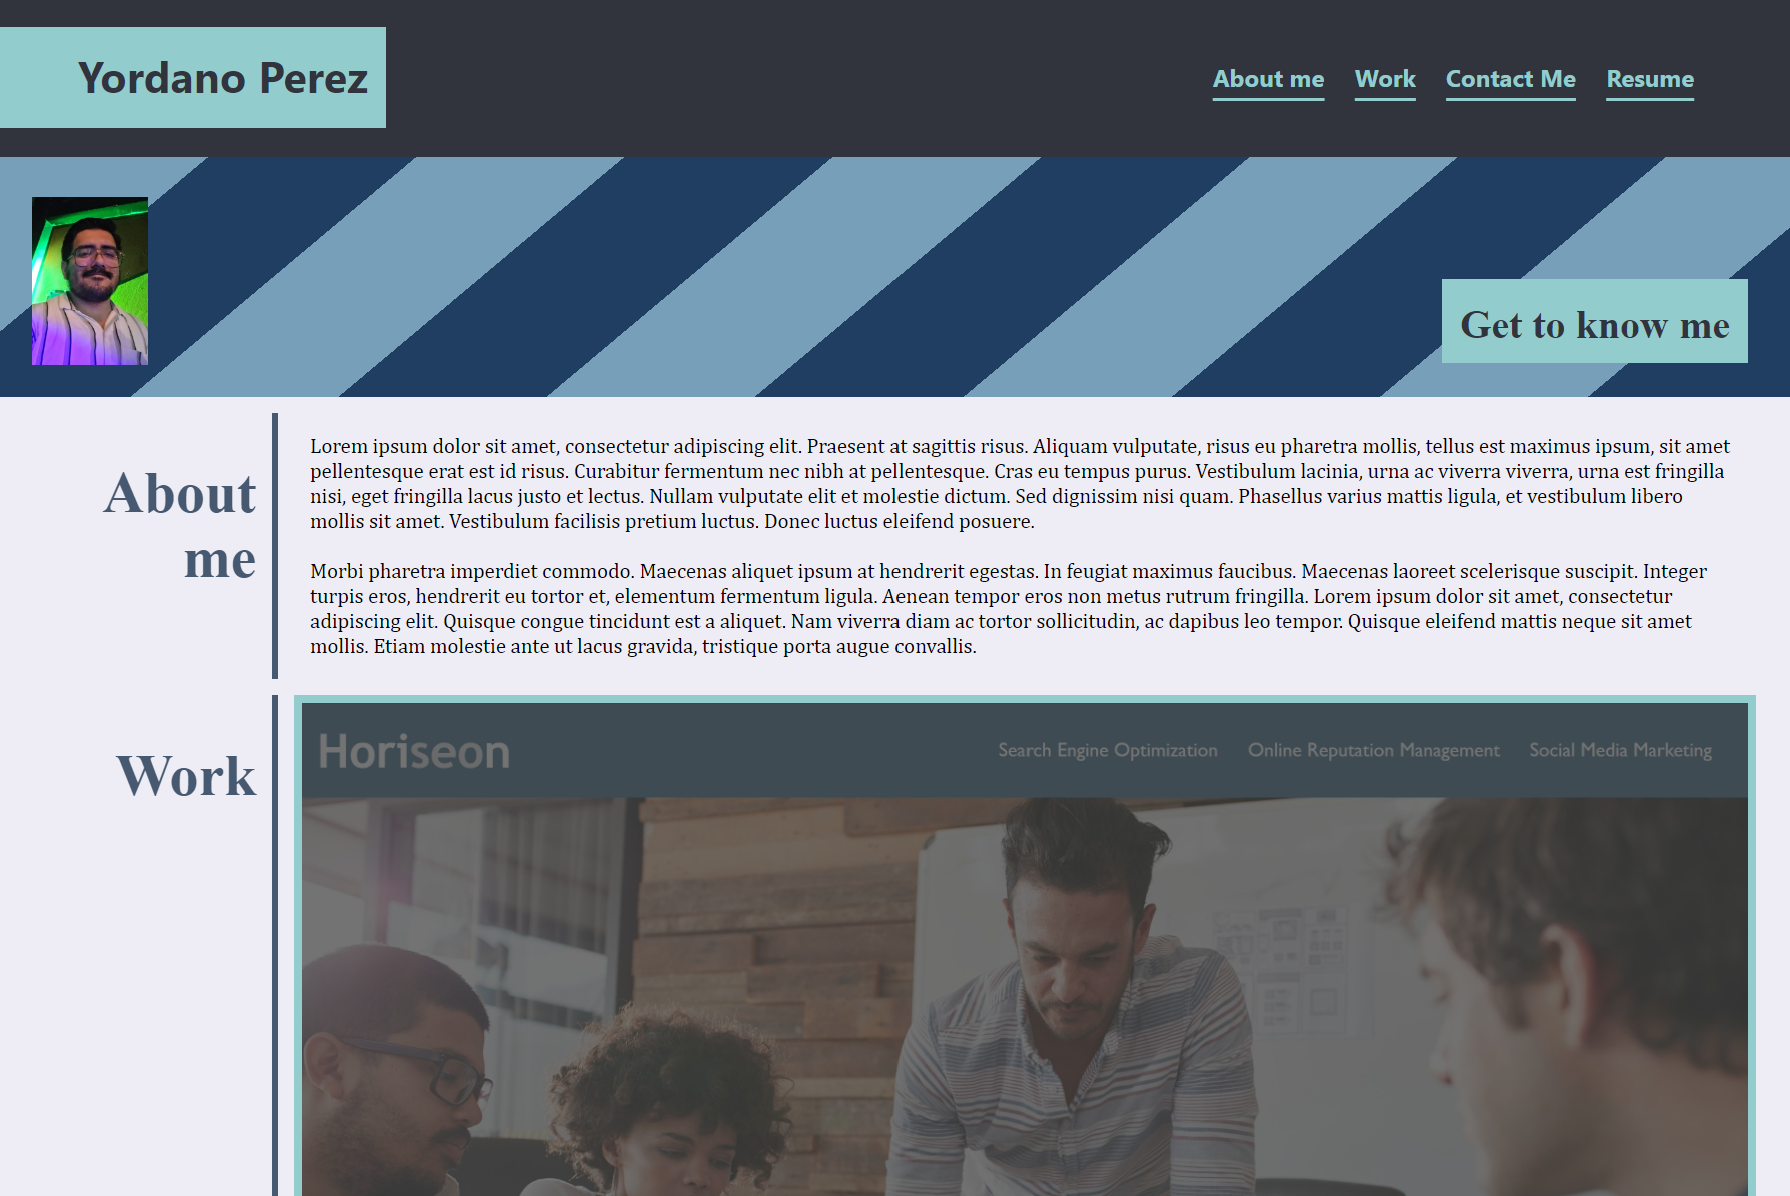 Yordano Perez
About me Work Contact Me Resume
Get to know me
About
me
Lorem ipsum dolor sit amet, consectetur adipiscing elit. Praesent at sagittis risus. Aliquam vulputate, risus eu pharetra mollis, tellus est maximus ipsum, sit amet
pellentesque erat est id risus. Curabitur fermentum nec nibh at pellentesque. Cras eu tempus purus. Vestibulum lacinia, urna ac viverra viverra, urna est fringilla
nisi, eget fringilla lacus justo et lectus. Nullam vulputate elit et molestie dictum. Sed dignissim nisi quam. Phasellus varius mattis ligula, et vestibulum libero
mollis sit amet. Vestibulum facilisis pretium luctus. Donec luctus eleifend posuere.
Morbi pharetra imperdiet commodo. Maecenas aliquet ipsum at hendrerit egestas. In feugiat maximus faucibus. Maecenas laoreet scelerisque suscipit. Integer
turpis eros, hendrerit eu tortor et, elementum fermentum ligula. Aenean tempor eros non metus rutrum fringilla. Lorem ipsum dolor sit amet, consectetur
adipiscing elit. Quisque congue tincidunt est a aliquet. Nam viverra diam ac tortor sollicitudin, ac dapibus leo tempor. Quisque eleifend mattis neque sit amet
mollis. Etiam molestie ante ut lacus gravida, tristique porta augue convallis.
Work
Horiseon
Search Engine Optimization Online Reputation Management Social Media Marketing